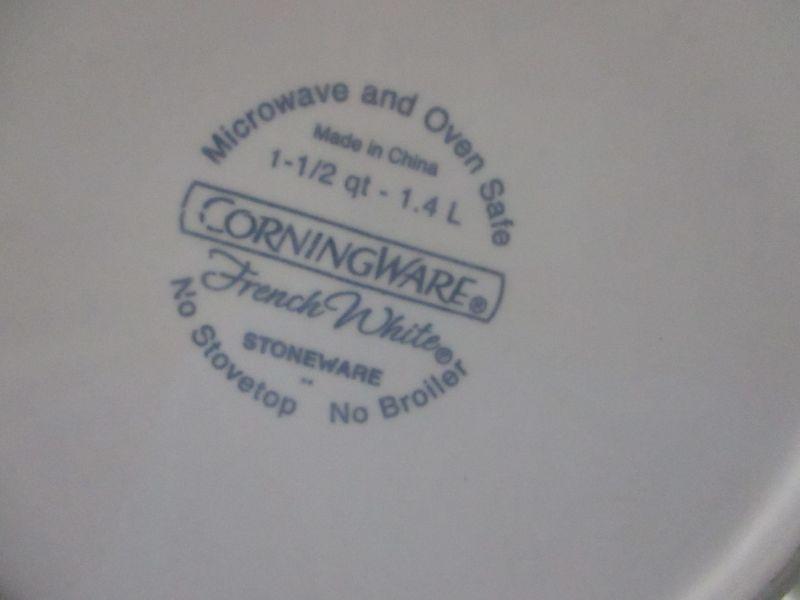 Microwave and Oven Safe
Made in China
1-1/2 qt - 1.4 L
CORNINGWARE®
French White®
STONEWARE
No Stovetop No Broiler